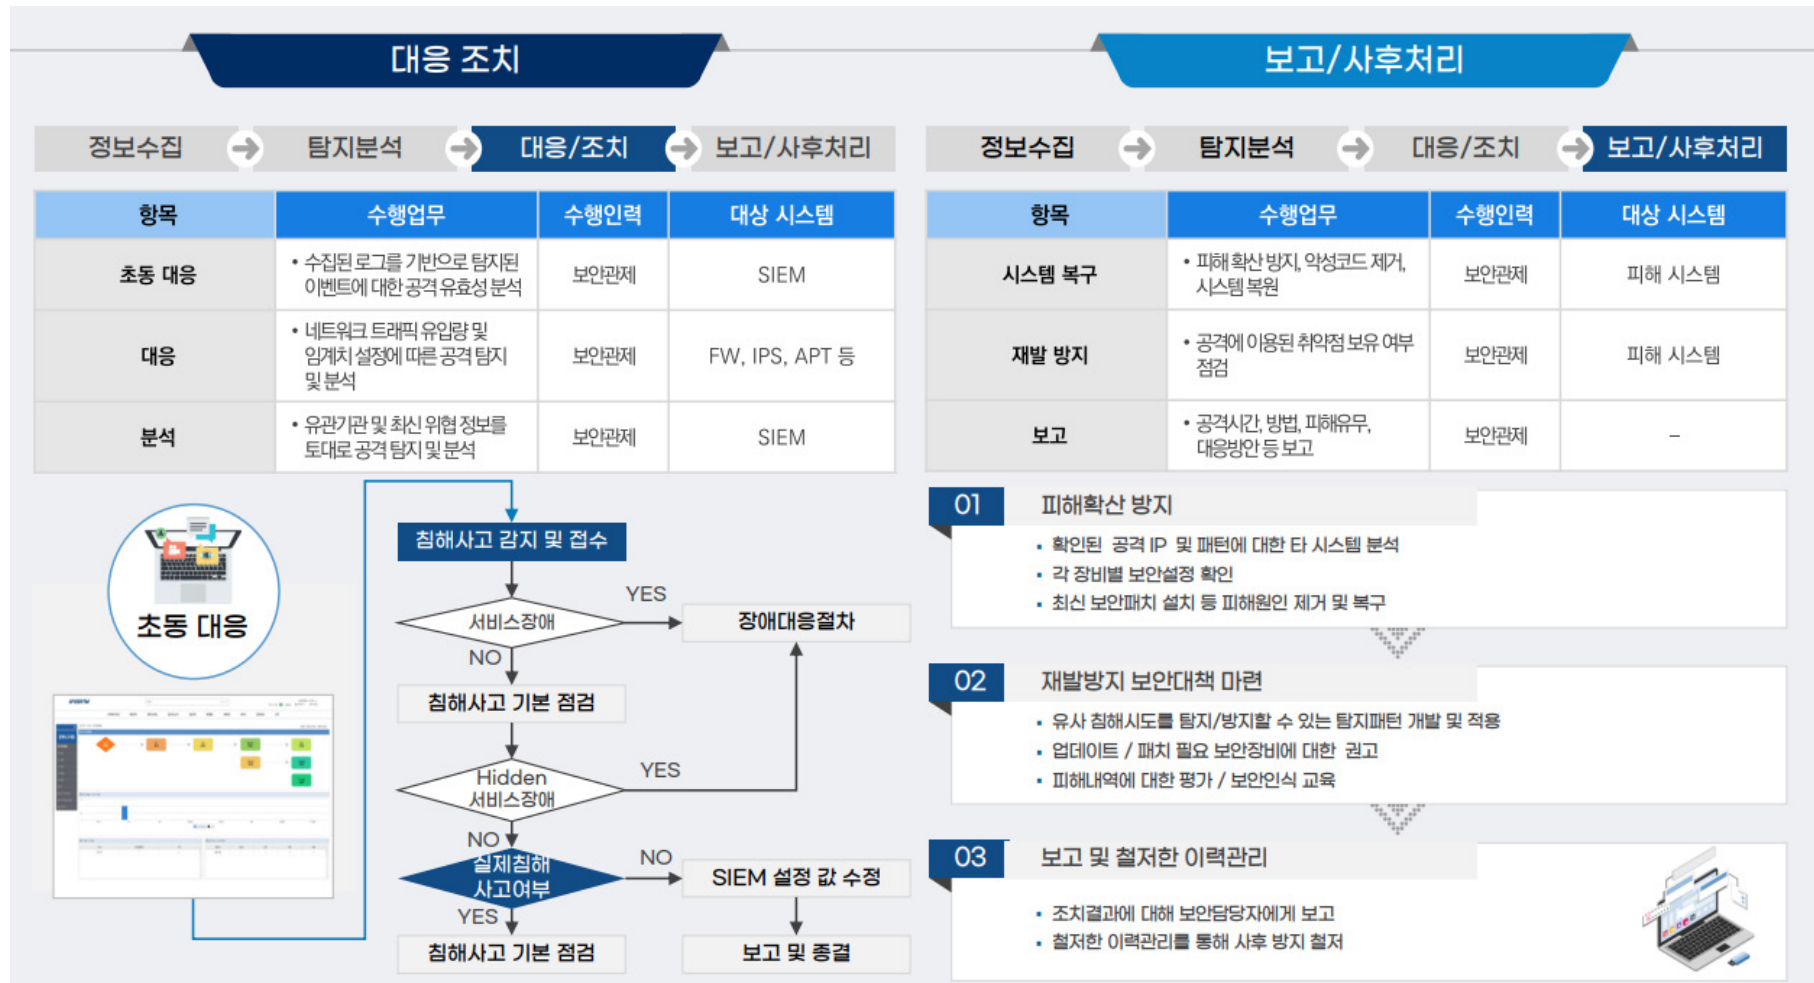 대응 조치
정보수집
탐지분석
대응/조치
보고/사후처리
항목
수행업무
수행인력
대상 시스템
초동 대응
• 수집된 로그를 기반으로 탐지된
이벤트에 대한 공격 유효성 분석
보안관제
SIEM
대응
• 네트워크 트래픽 유입량 및
임계치 설정에 따른 공격 탐지
및 분석
보안관제
FW, IPS, APT 등
분석
• 유관기관 및 최신 위협 정보를
토대로 공격 탐지 및 분석
보안관제
SIEM
초동 대응
침해사고 감지 및 접수
서비스장애
YES
장애대응절차
NO
침해사고 기본 점검
Hidden
서비스장애
YES
NO
실제침해
사고여부
NO
SIEM 설정 값 수정
YES
침해사고 기본 점검
보고 및 종결
보고/사후처리
정보수집
탐지분석
대응/조치
보고/사후처리
항목
수행업무
수행인력
대상 시스템
시스템 복구
• 피해 확산 방지, 악성코드 제거,
시스템 복원
보안관제
피해 시스템
재발 방지
• 공격에 이용된 취약점 보유 여부
점검
보안관제
피해 시스템
보고
• 공격시간, 방법, 피해유무,
대응방안 등 보고
보안관제
–
01 피해확산 방지
▪ 확인된 공격 IP 및 패턴에 대한 타 시스템 분석
▪ 각 장비별 보안설정 확인
▪ 최신 보안패치 설치 등 피해원인 제거 및 복구
02 재발방지 보안대책 마련
▪ 유사 침해시도를 탐지/방지할 수 있는 탐지패턴 개발 및 적용
▪ 업데이트 / 패치 필요 보안장비에 대한 권고
▪ 피해내역에 대한 평가 / 보안인식 교육
03 보고 및 철저한 이력관리
▪ 조치결과에 대해 보안담당자에게 보고
▪ 철저한 이력관리를 통해 사후 방지 철저